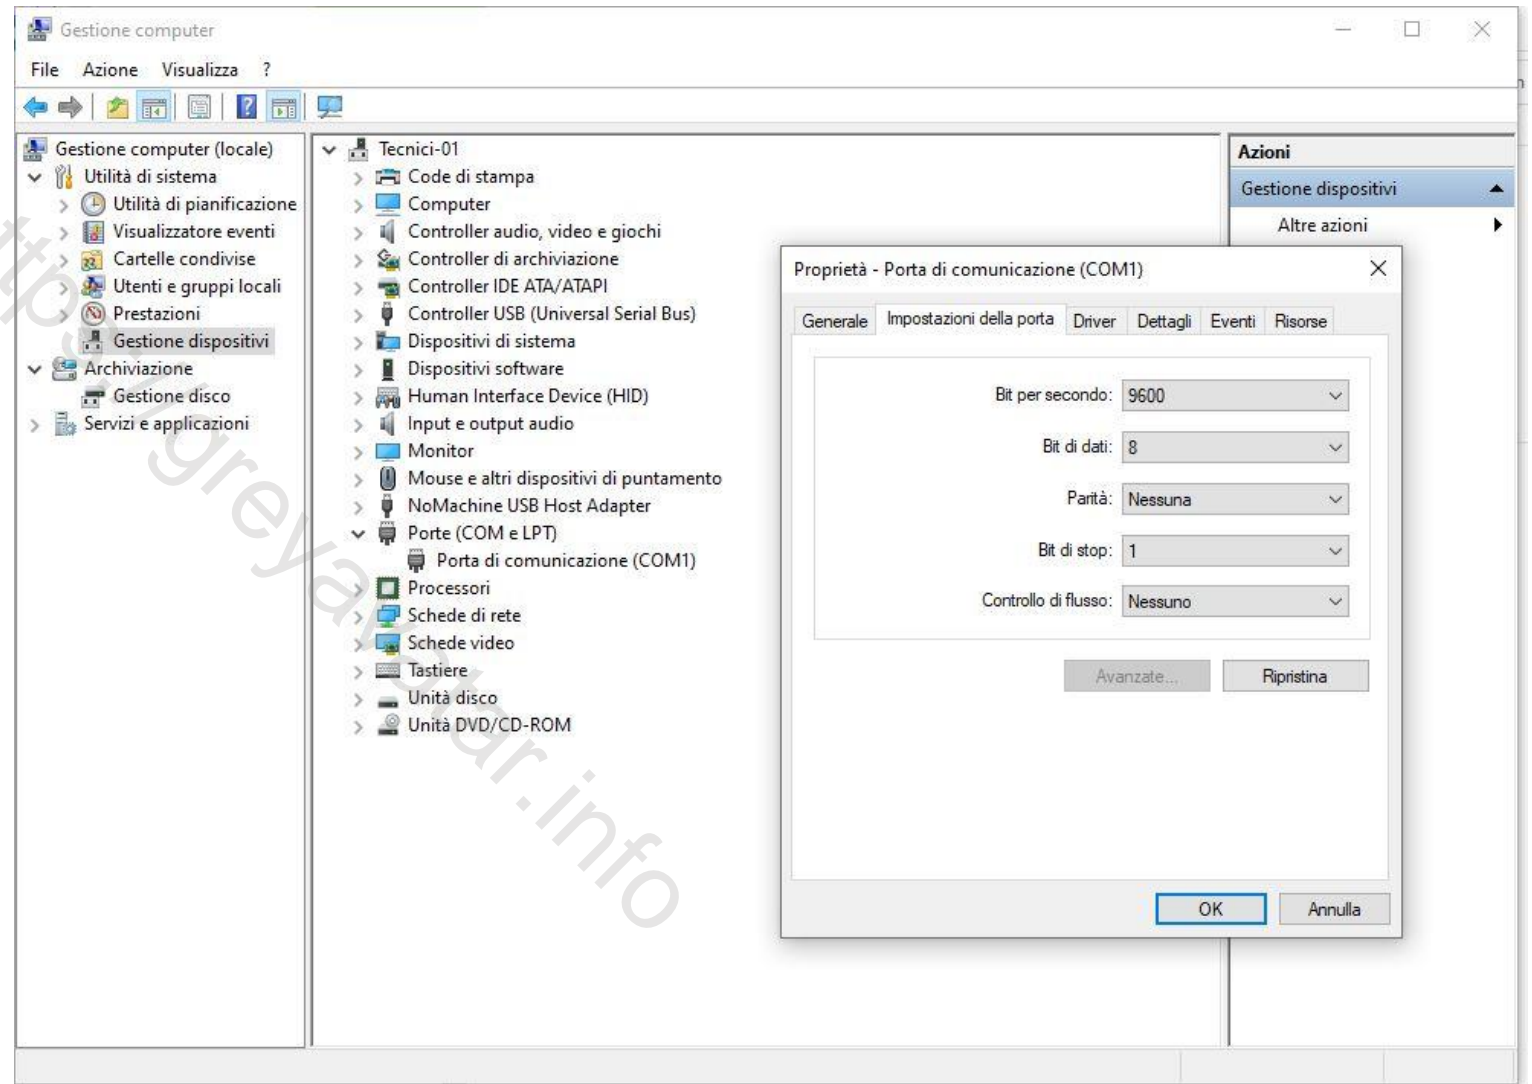 Gestione computer
File Azione Visualizza ?
Gestione computer (locale)
Utilità di sistema
Utilità di pianificazione
Visualizzatore eventi
Cartelle condivise
Utenti e gruppi locali
Prestazioni
Gestione dispositivi
Archiviazione
Gestione disco
Servizi e applicazioni
Tecnici-01
Code di stampa
Computer
Controller audio, video e giochi
Controller di archiviazione
Controller IDE ATA/ATAPI
Controller USB (Universal Serial Bus)
Dispositivi di sistema
Dispositivi software
Human Interface Device (HID)
Input e output audio
Monitor
Mouse e altri dispositivi di puntamento
NoMachine USB Host Adapter
Porte (COM e LPT)
Porta di comunicazione (COM1)
Processori
Schede di rete
Schede video
Tastiere
Unità disco
Unità DVD/CD-ROM
Azioni
Gestione dispositivi
Altre azioni
Proprietà - Porta di comunicazione (COM1)
Generale Impostazioni della porta Driver Dettagli Eventi Risorse
Bit per secondo: 9600
Bit di dati: 8
Parità: Nessuna
Bit di stop: 1
Controllo di flusso: Nessuno
Avanzate... Ripristina
OK Annulla
https://greyavatar.info